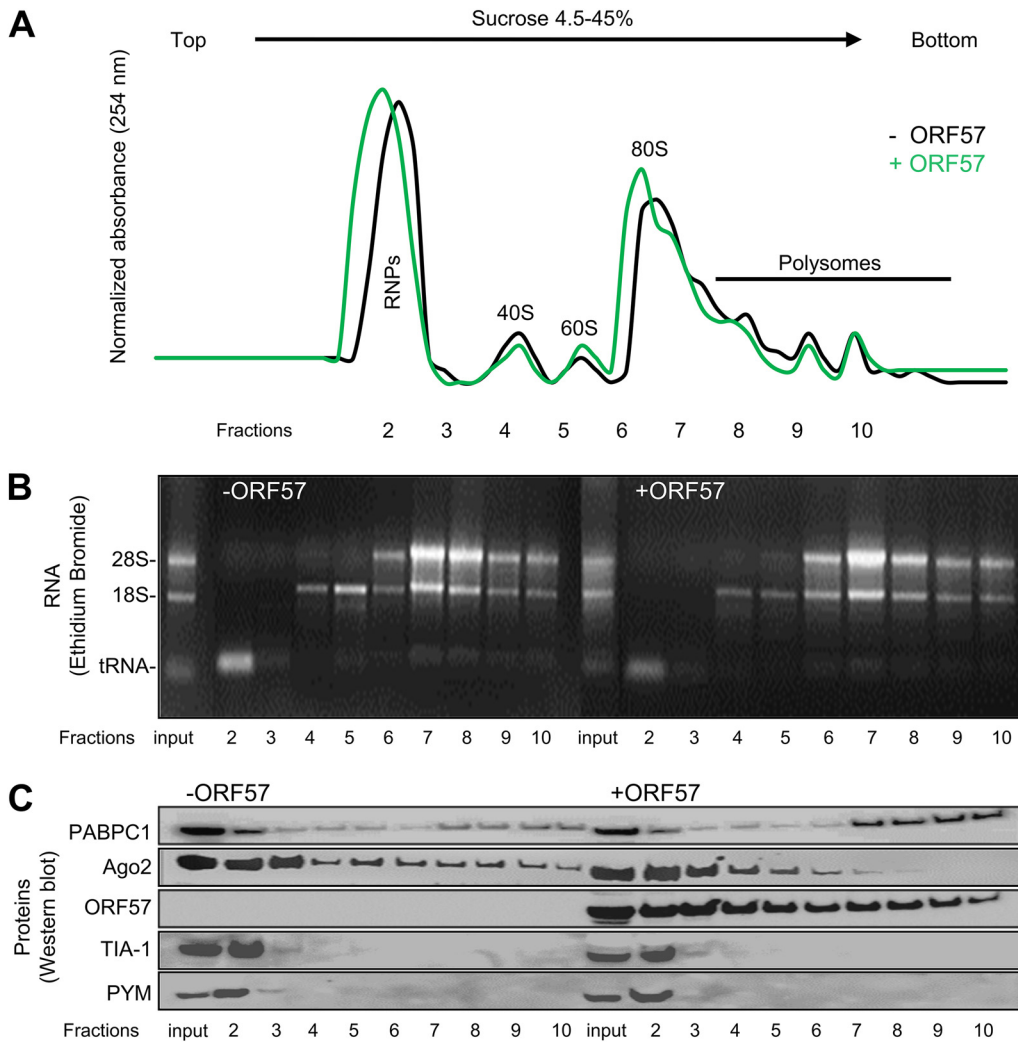 A
Sucrose 4.5-45%
Top
Bottom
Normalized absorbance (254 nm)
- ORF57
+ ORF57
RNPs
40S
60S
80S
Polysomes
Fractions 2 3 4 5 6 7 8 9 10
B
-ORF57 +ORF57
RNA
(Ethidium Bromide)
28S-
18S-
tRNA-
Fractions input 2 3 4 5 6 7 8 9 10 input 2 3 4 5 6 7 8 9 10
C
-ORF57 +ORF57
Proteins
(Western blot)
PABPC1
Ago2
ORF57
TIA-1
PYM
Fractions input 2 3 4 5 6 7 8 9 10 input 2 3 4 5 6 7 8 9 10